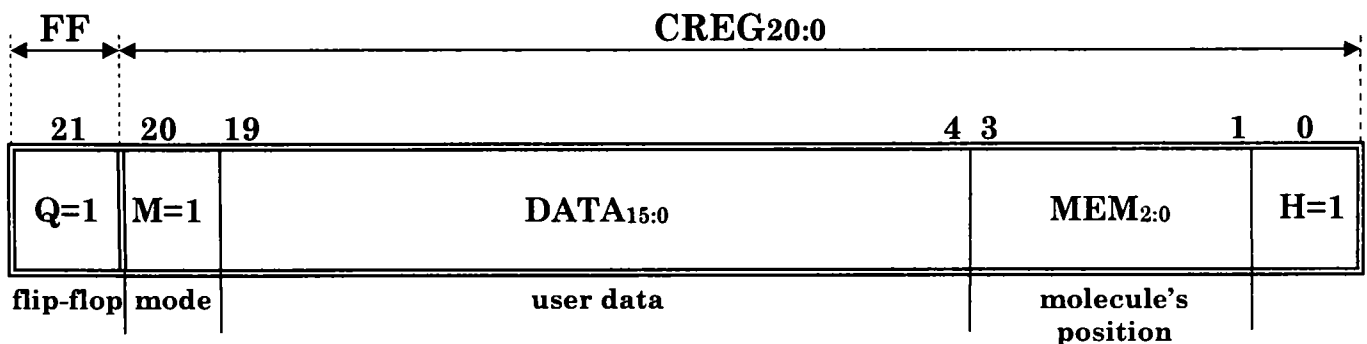 FF CREG20:0
21 20 19 4 3 1 0
Q=1 M=1 DATA15:0 MEM2:0 H=1
flip-flop mode user data molecule's
position